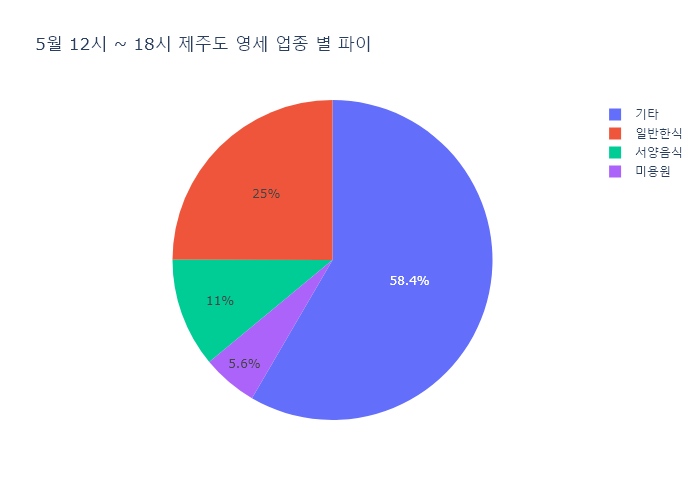 5월 12시 ~ 18시 제주도 영세 업종 별 파이
기타
일반한식
서양음식
미용원
25%
58.4%
11%
5.6%